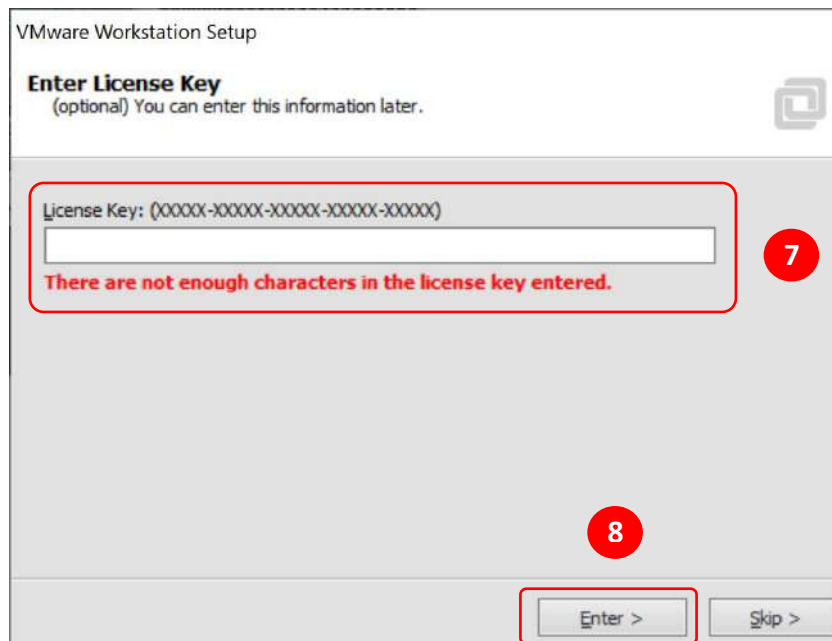 VMware Workstation Setup
Enter License Key
(optional) You can enter this information later.
License Key: (XXXXX-XXXXX-XXXXX-XXXXX-XXXXX)
There are not enough characters in the license key entered.
7
8
Enter >
Skip >